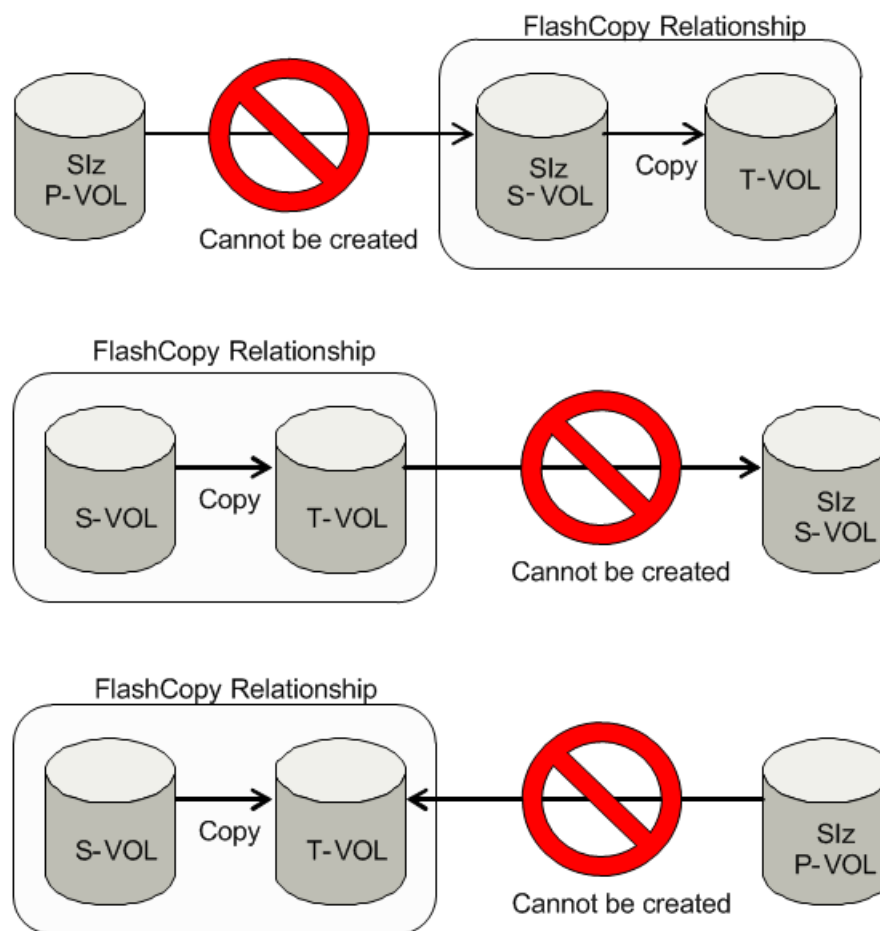 FlashCopy Relationship
SIz
P-VOL
Cannot be created
SIz
S-VOL
Copy
T-VOL
FlashCopy Relationship
S-VOL
Copy
T-VOL
Cannot be created
SIz
S-VOL
FlashCopy Relationship
S-VOL
Copy
T-VOL
Cannot be created
SIz
P-VOL